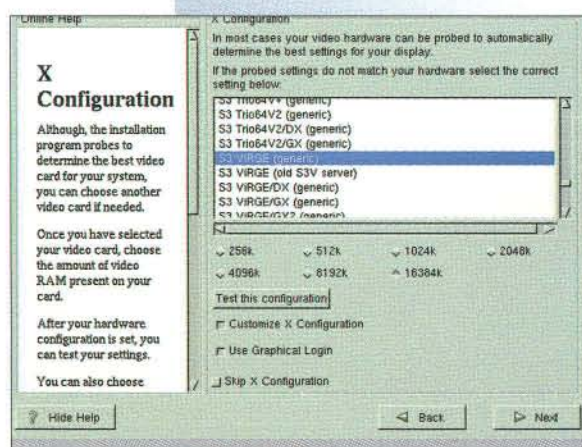 Online Help
X
Configuration
Although, the installation
program probes to
determine the best video
card for your system,
you can choose another
video card if needed.
Once you have selected
your video card, choose
the amount of video
RAM present on your
card.
After your hardware
configuration is set, you
can test your settings.
You can also choose
X Configuration
In most cases your video hardware can be probed to automatically
determine the best settings for your display.
If the probed settings do not match your hardware select the correct
setting below:
S3 Trio64V+ (generic)
S3 Trio64V2 (generic)
S3 Trio64V2/DX (generic)
S3 Trio64V2/GX (generic)
S3 ViRGE (generic)
S3 ViRGE (old S3V server)
S3 ViRGE/DX (generic)
S3 ViRGE/GX (generic)
S3 ViRGE/GX2 (generic)
256k 512k 1024k 2048k
4096k 8192k 16384k
Test this configuration
Customize X Configuration
Use Graphical Login
Skip X Configuration
Hide Help Back Next